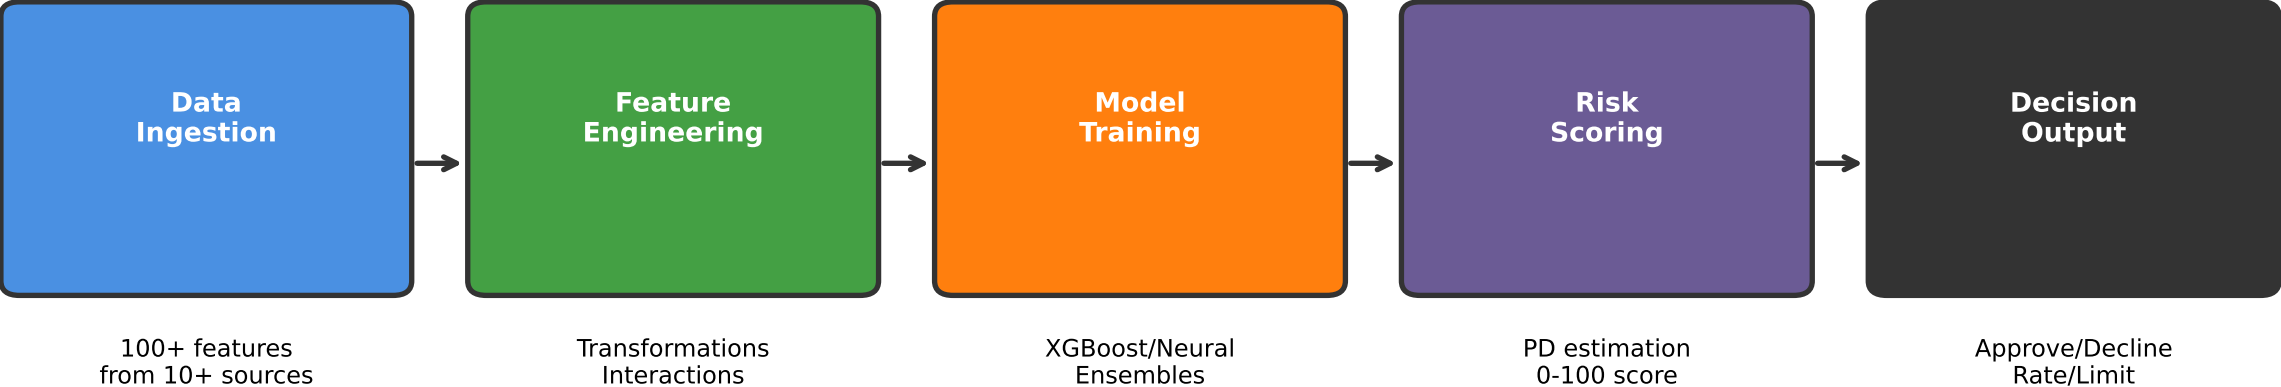 Data
Ingestion
100+ features
from 10+ sources
Feature
Engineering
Transformations
Interactions
Model
Training
XGBoost/Neural
Ensembles
Risk
Scoring
PD estimation
0-100 score
Decision
Output
Approve/Decline
Rate/Limit